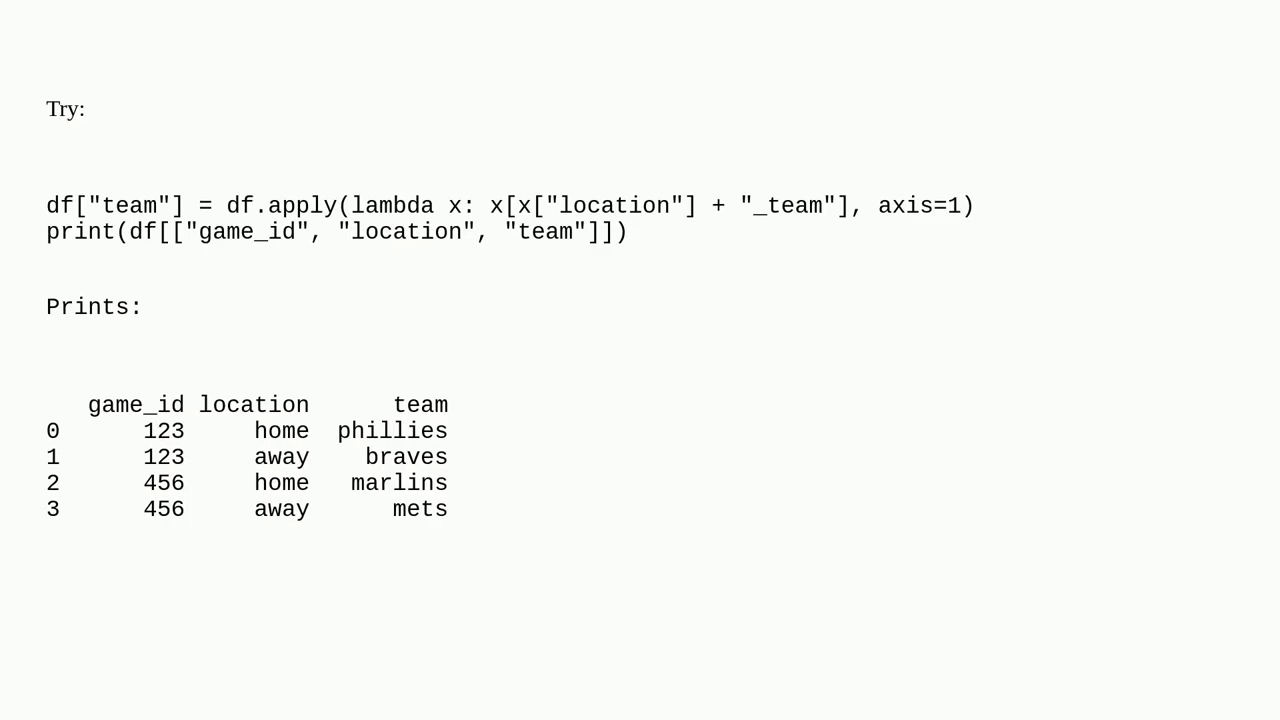 Try:
df["team"] = df.apply(lambda x: x[x["location"] + "_team"], axis=1)
print(df[["game_id", "location", "team"]])
Prints:
   game_id location      team
0      123     home  phillies
1      123     away    braves
2      456     home   marlins
3      456     away      mets